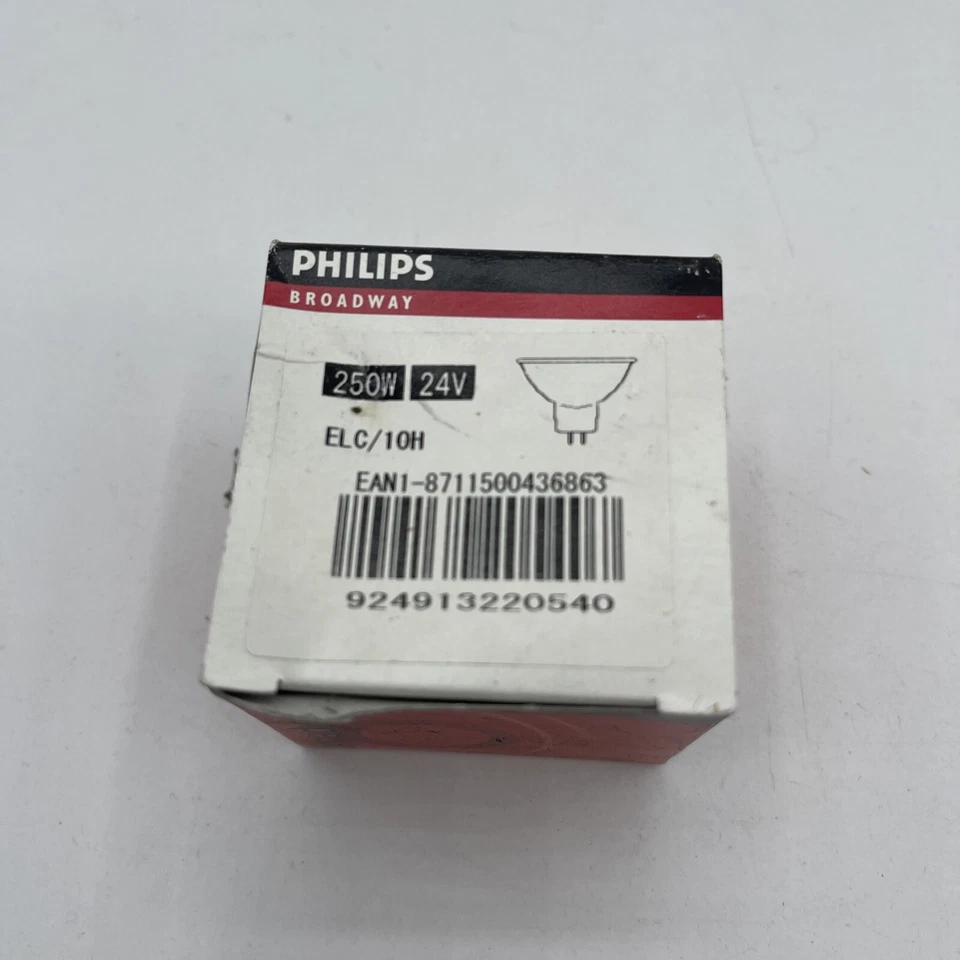 PHILIPS
BROADWAY
250W 24V
ELC/10H
EAN1-8711500436863
924913220540